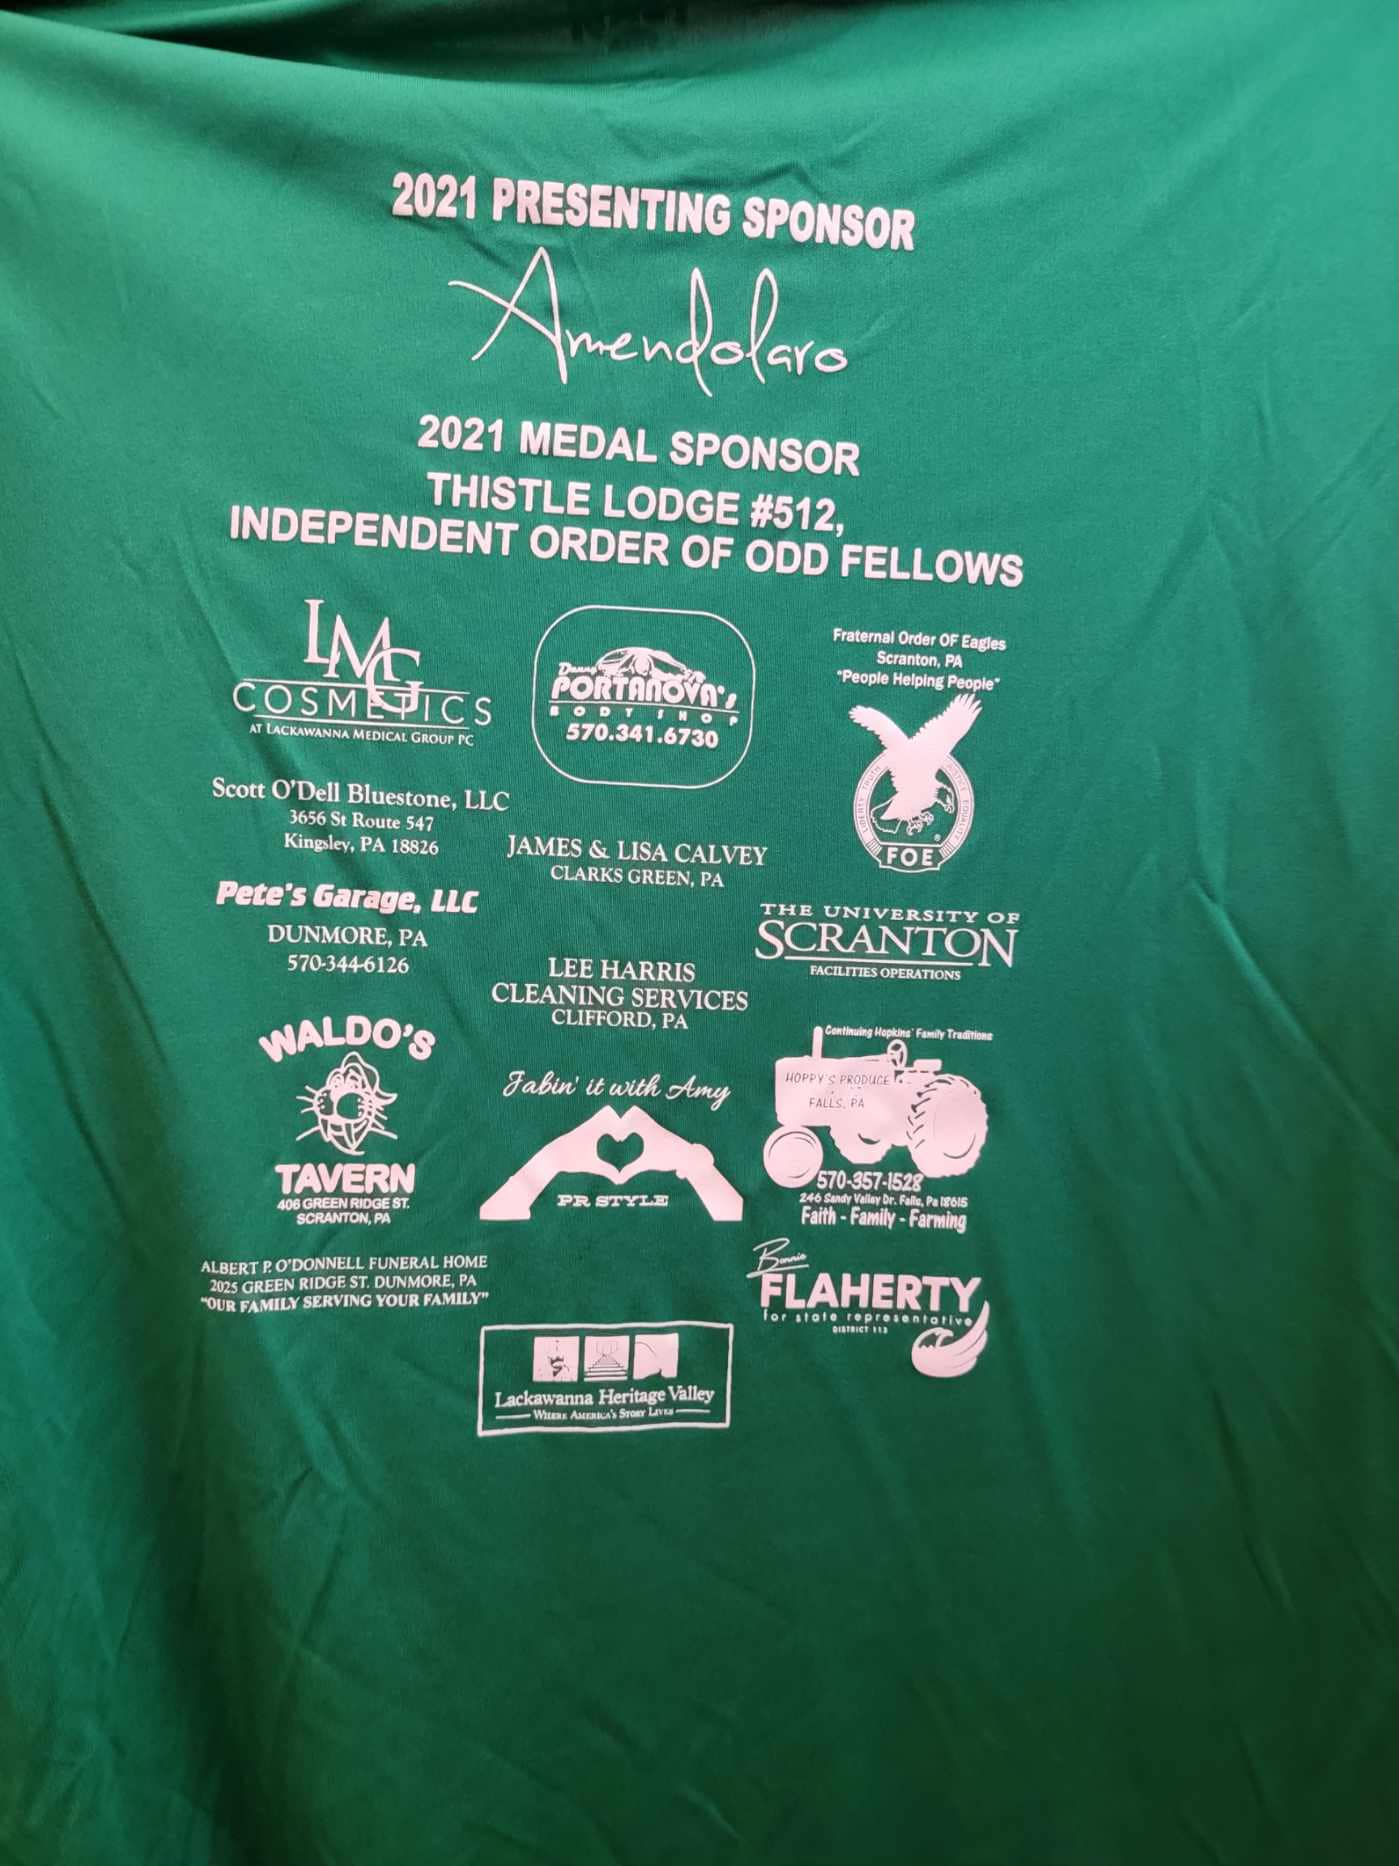 2021 PRESENTING SPONSOR
Amendolaro
2021 MEDAL SPONSOR
THISTLE LODGE #512,
INDEPENDENT ORDER OF ODD FELLOWS
LMG
COSMETICS
AT LACKAWANNA MEDICAL GROUP PC
Danny
PORTANOVA's
BODY SHOP
570.341.6730
Fraternal Order OF Eagles
Scranton, PA
"People Helping People"
LIBERTY TRUTH JUSTICE EQUALITY
FOE
Scott O'Dell Bluestone, LLC
3656 St Route 547
Kingsley, PA 18826
JAMES & LISA CALVEY
CLARKS GREEN, PA
Pete's Garage, LLC
DUNMORE, PA
570-344-6126
THE UNIVERSITY OF
SCRANTON
FACILITIES OPERATIONS
LEE HARRIS
CLEANING SERVICES
CLIFFORD, PA
WALDO'S
TAVERN
406 GREEN RIDGE ST.
SCRANTON, PA
Jabin' it with Amy
PR STYLE
Continuing Hopkins' Family Traditions
HOPPY'S PRODUCE
FALLS, PA
570-357-1528
246 Sandy Valley Dr. Falls, Pa 18615
Faith - Family - Farming
ALBERT P. O'DONNELL FUNERAL HOME
2025 GREEN RIDGE ST. DUNMORE, PA
"OUR FAMILY SERVING YOUR FAMILY"
Bonnie
FLAHERTY
for state representative
DISTRICT 113
Lackawanna Heritage Valley
WHERE AMERICA'S STORY LIVES